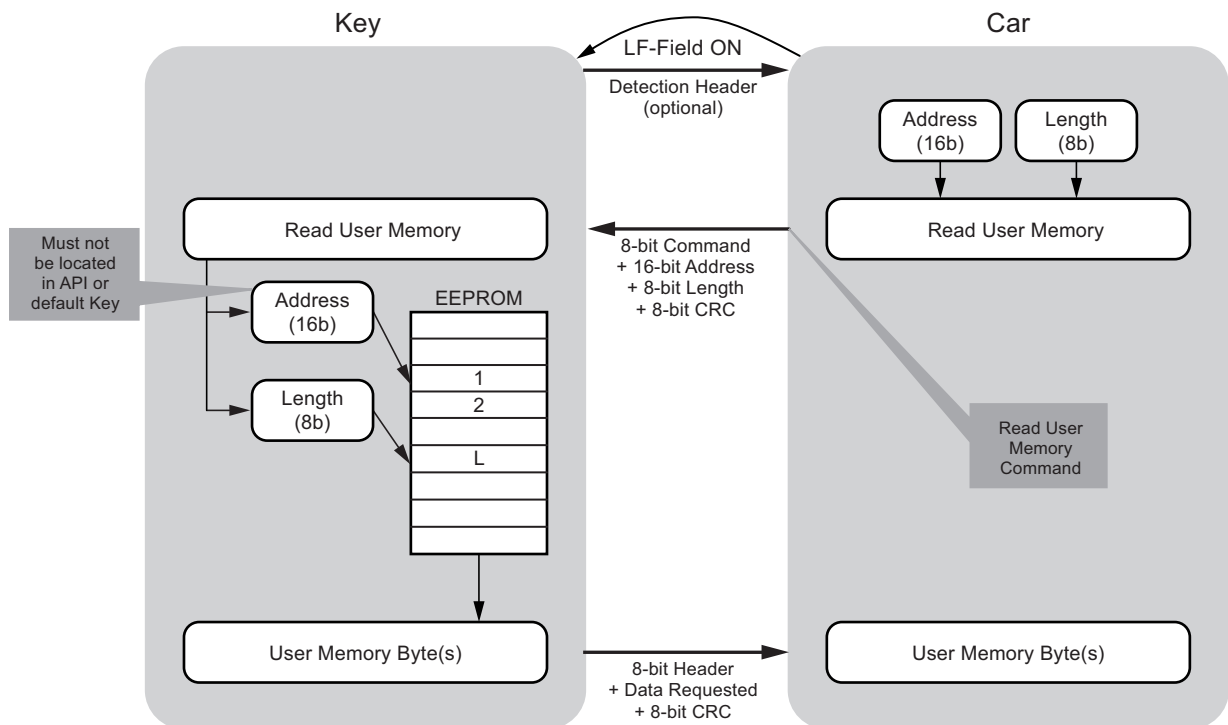 Key
Car
LF-Field ON
Detection Header
(optional)
Address
(16b)
Length
(8b)
Read User Memory
Read User Memory
8-bit Command
+ 16-bit Address
+ 8-bit Length
+ 8-bit CRC
Must not
be located
in API or
default Key
Address
(16b)
EEPROM
1
2
L
Length
(8b)
Read User
Memory
Command
User Memory Byte(s)
8-bit Header
+ Data Requested
+ 8-bit CRC
User Memory Byte(s)